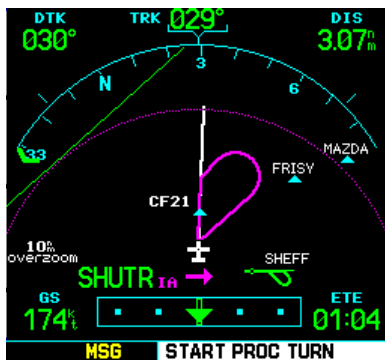 DTK TRK 029° DIS
030° 3.07nm
N 3 6
33
MAZDA
FRISY
CF21
10nm
overzoom
SHEFF
SHUTR IA →
GS ETE
174kt 01:04
MSG START PROC TURN